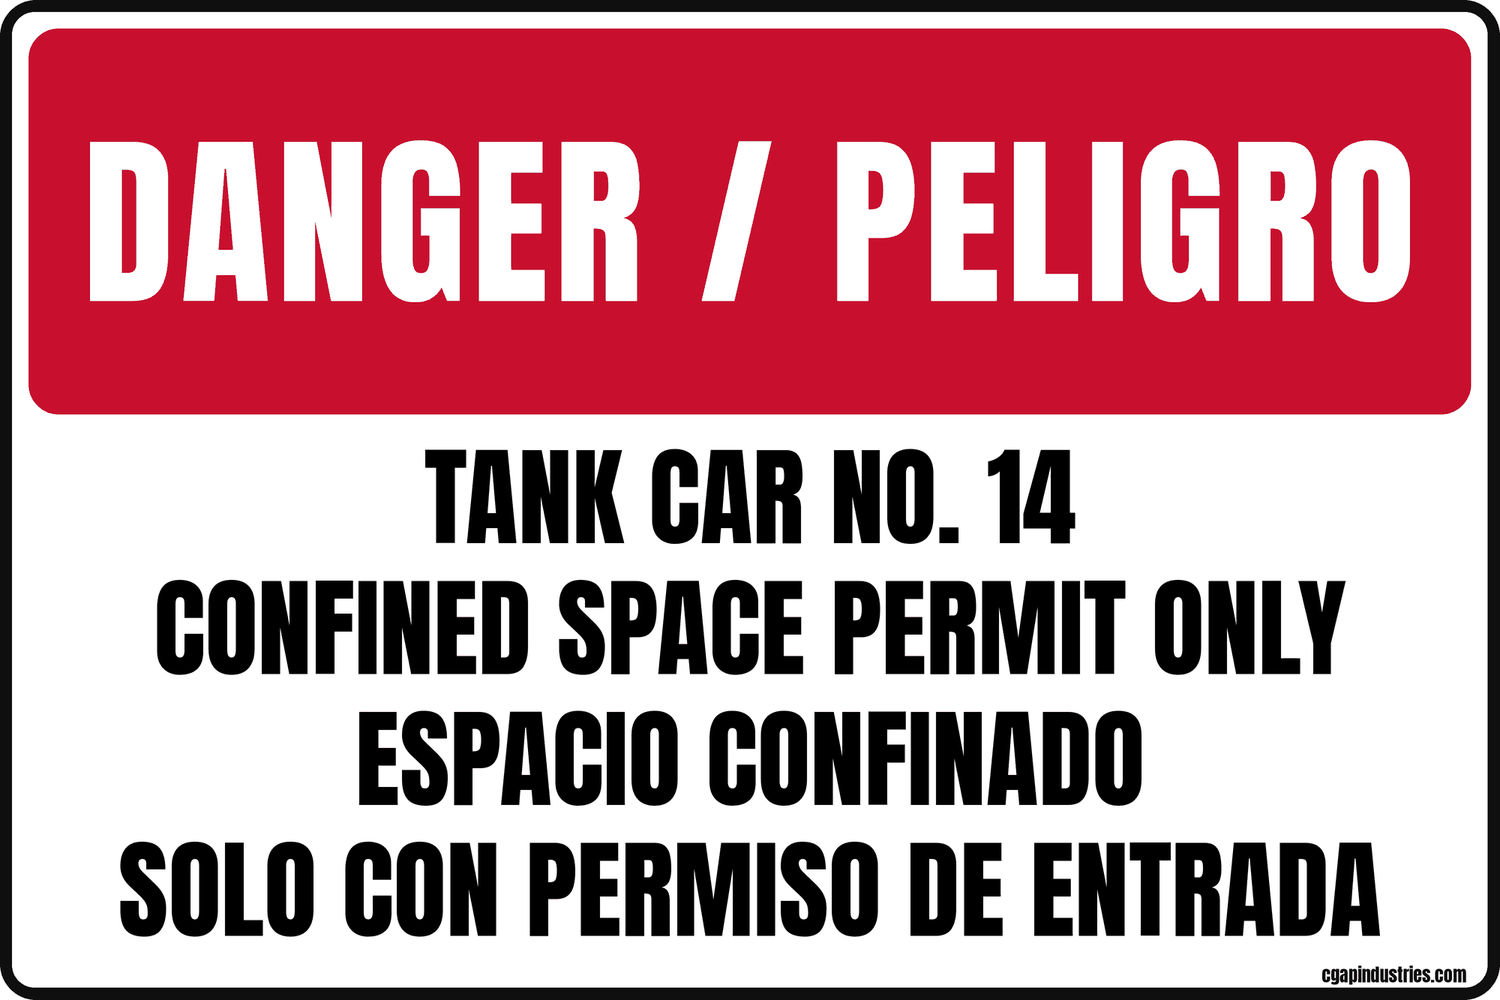 DANGER / PELIGRO
TANK CAR NO. 14
CONFINED SPACE PERMIT ONLY
ESPACIO CONFINADO
SOLO CON PERMISO DE ENTRADA
cgapindustries.com